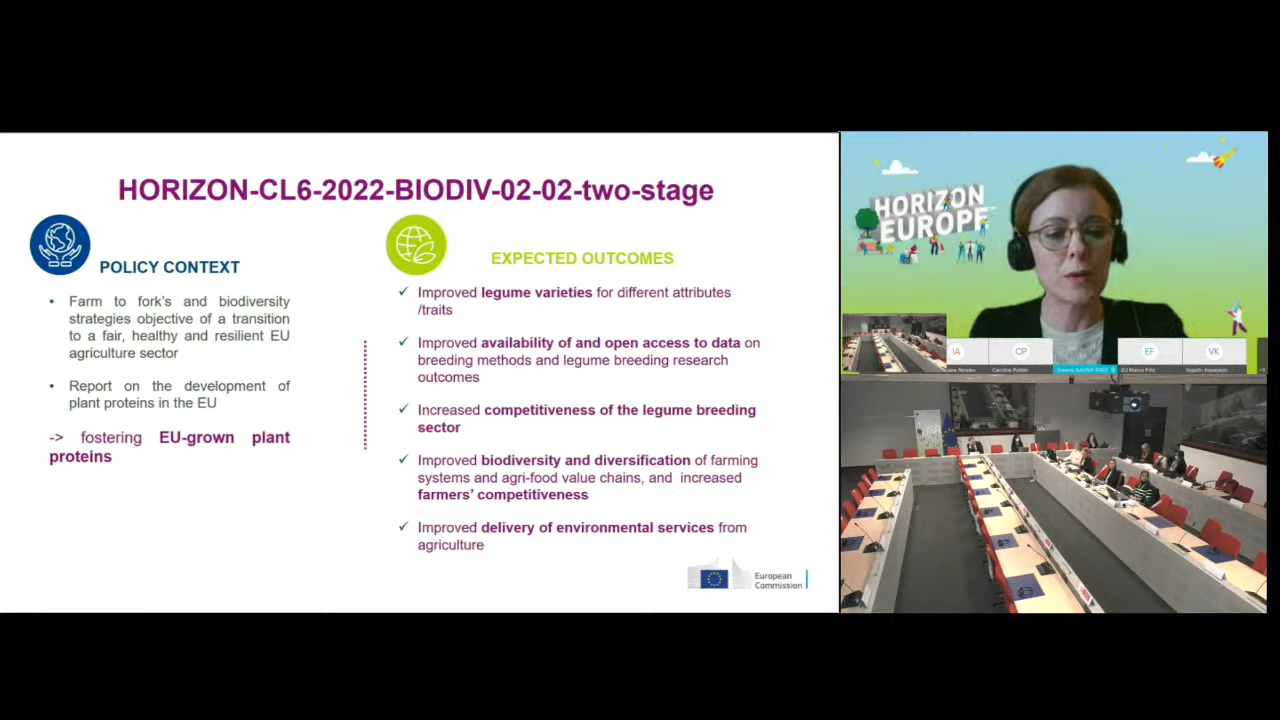 HORIZON-CL6-2022-BIODIV-02-02-two-stage
POLICY CONTEXT
• Farm to fork's and biodiversity
strategies objective of a transition
to a fair, healthy and resilient EU
agriculture sector
• Report on the development of
plant proteins in the EU
-> fostering EU-grown plant
proteins
EXPECTED OUTCOMES
✓ Improved legume varieties for different attributes
/traits
✓ Improved availability of and open access to data on
breeding methods and legume breeding research
outcomes
✓ Increased competitiveness of the legume breeding
sector
✓ Improved biodiversity and diversification of farming
systems and agri-food value chains, and increased
farmers' competitiveness
✓ Improved delivery of environmental services from
agriculture
European
Commission
HORIZON
EUROPE
IA
CP
EF
VK